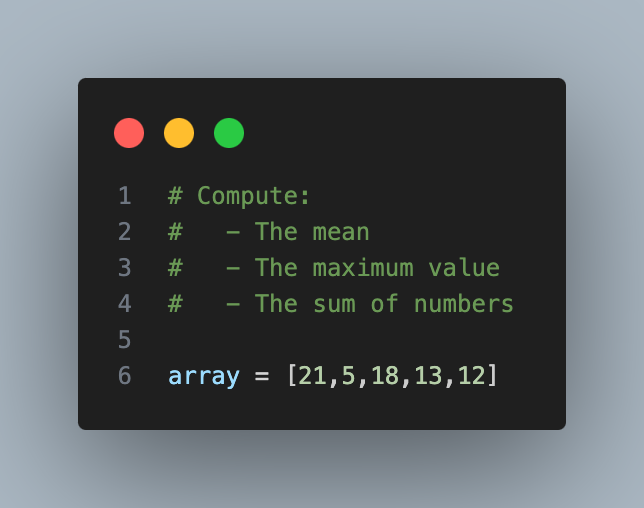 1 # Compute:
2 #   - The mean
3 #   - The maximum value
4 #   - The sum of numbers
5
6 array = [21,5,18,13,12]